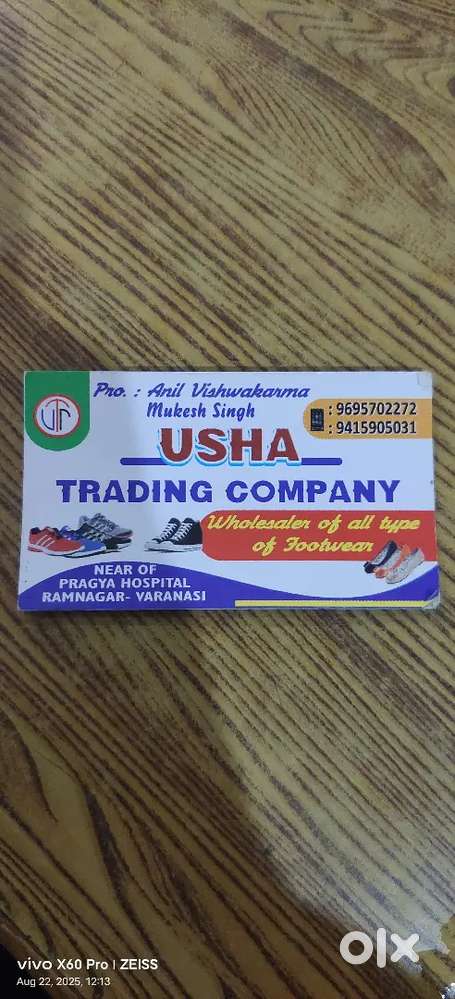 UTC
Pro. : Anil Vishwakarma
Mukesh Singh
: 9695702272
: 9415905031
USHA
TRADING COMPANY
Wholesaler of all type
of Footwear
NEAR OF
PRAGYA HOSPITAL
RAMNAGAR- VARANASI
vivo X60 Pro | ZEISS
Aug 22, 2025, 12:13
olx